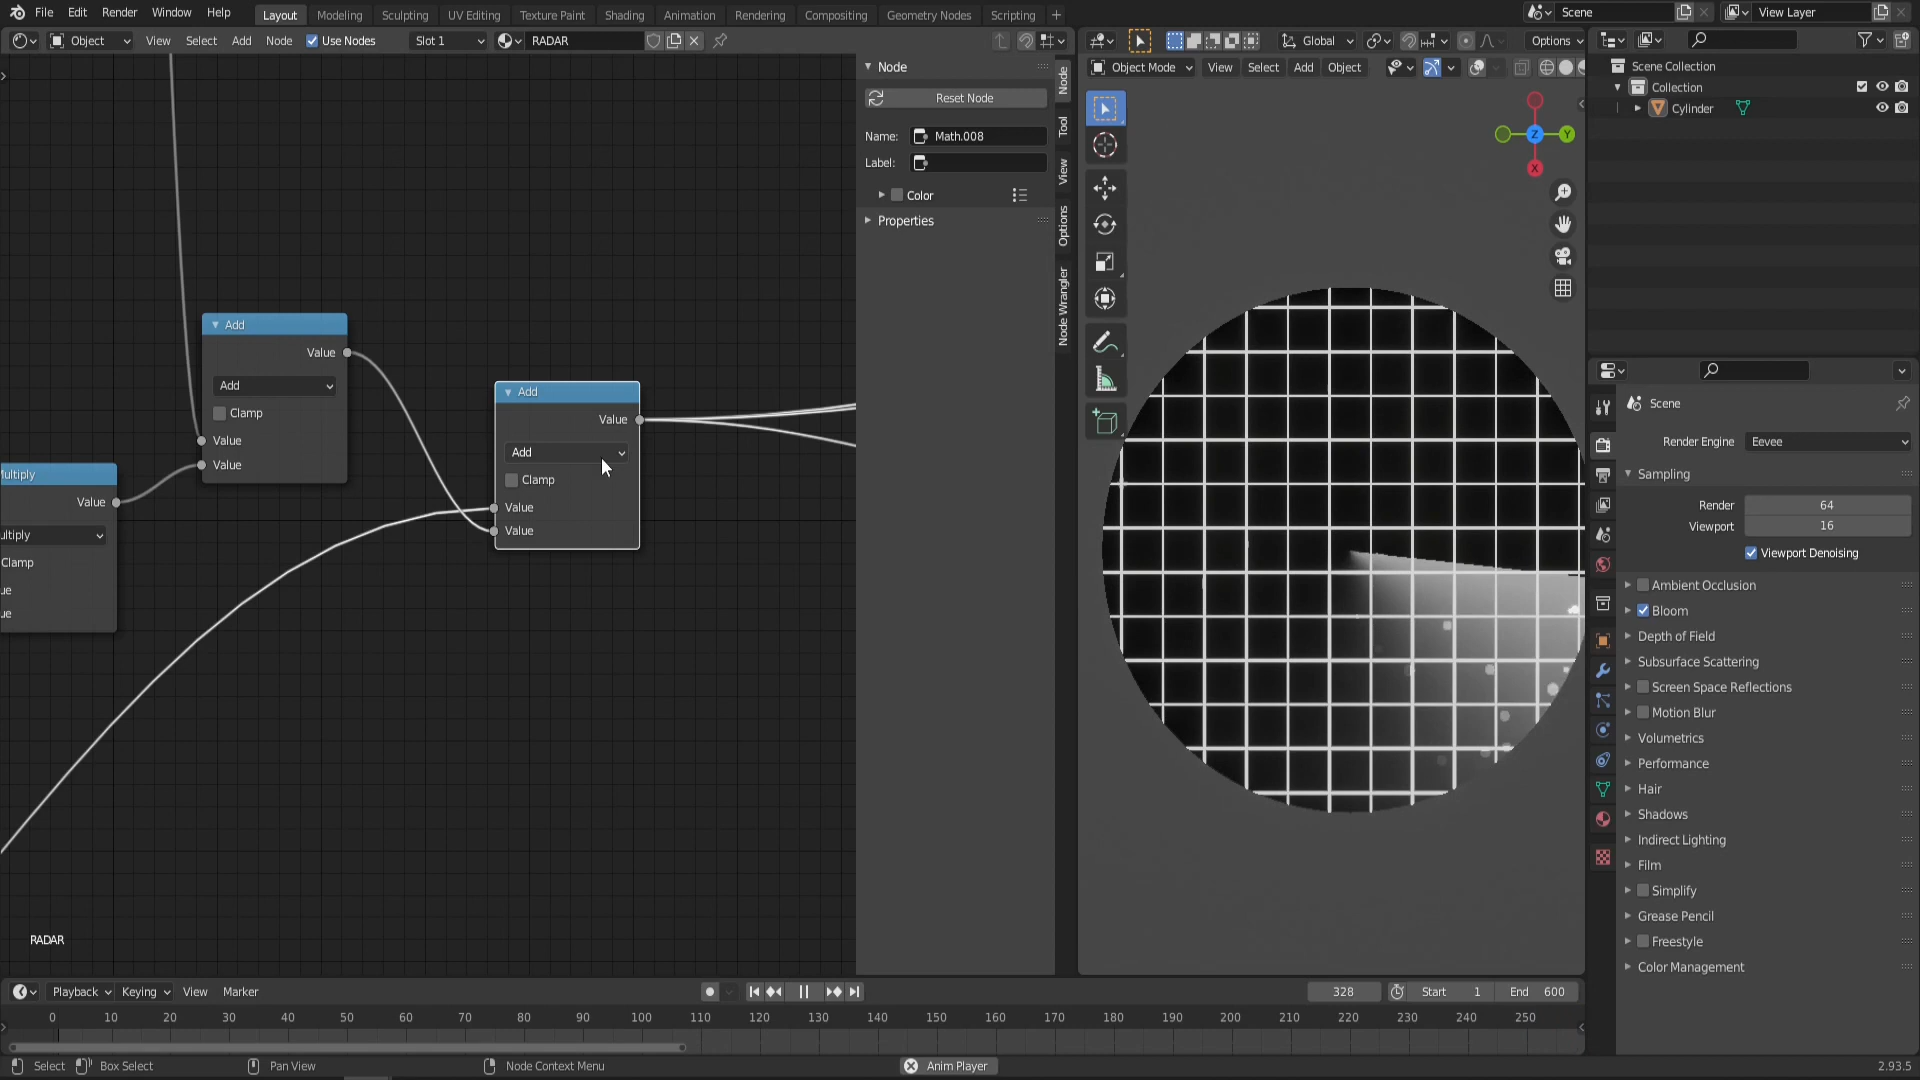 File Edit Render Window Help Layout Modeling Sculpting UV Editing Texture Paint Shading Animation Rendering Compositing Geometry Nodes Scripting + Scene View Layer
Object View Select Add Node Use Nodes Slot 1 RADAR Global Options
Object Mode View Select Add Object
Node
Reset Node
Name: Math.008
Label:
Color
Properties
Node
Tool
View
Options
Node Wrangler
Add
Value
Add
Clamp
Value
Value
Add
Value
Add
Clamp
Value
Value
Value
Clamp
RADAR
X
Y
Z
Scene Collection
Collection
Cylinder
Scene
Render Engine Eevee
Sampling
Render 64
Viewport 16
Viewport Denoising
Ambient Occlusion
Bloom
Depth of Field
Subsurface Scattering
Screen Space Reflections
Motion Blur
Volumetrics
Performance
Hair
Shadows
Indirect Lighting
Film
Simplify
Grease Pencil
Freestyle
Color Management
Playback Keying View Marker 328 Start 1 End 600
0 10 20 30 40 50 60 70 80 90 100 110 120 130 140 150 160 170 180 190 200 210 220 230 240 250
Select Box Select Pan View Node Context Menu Anim Player 2.93.5